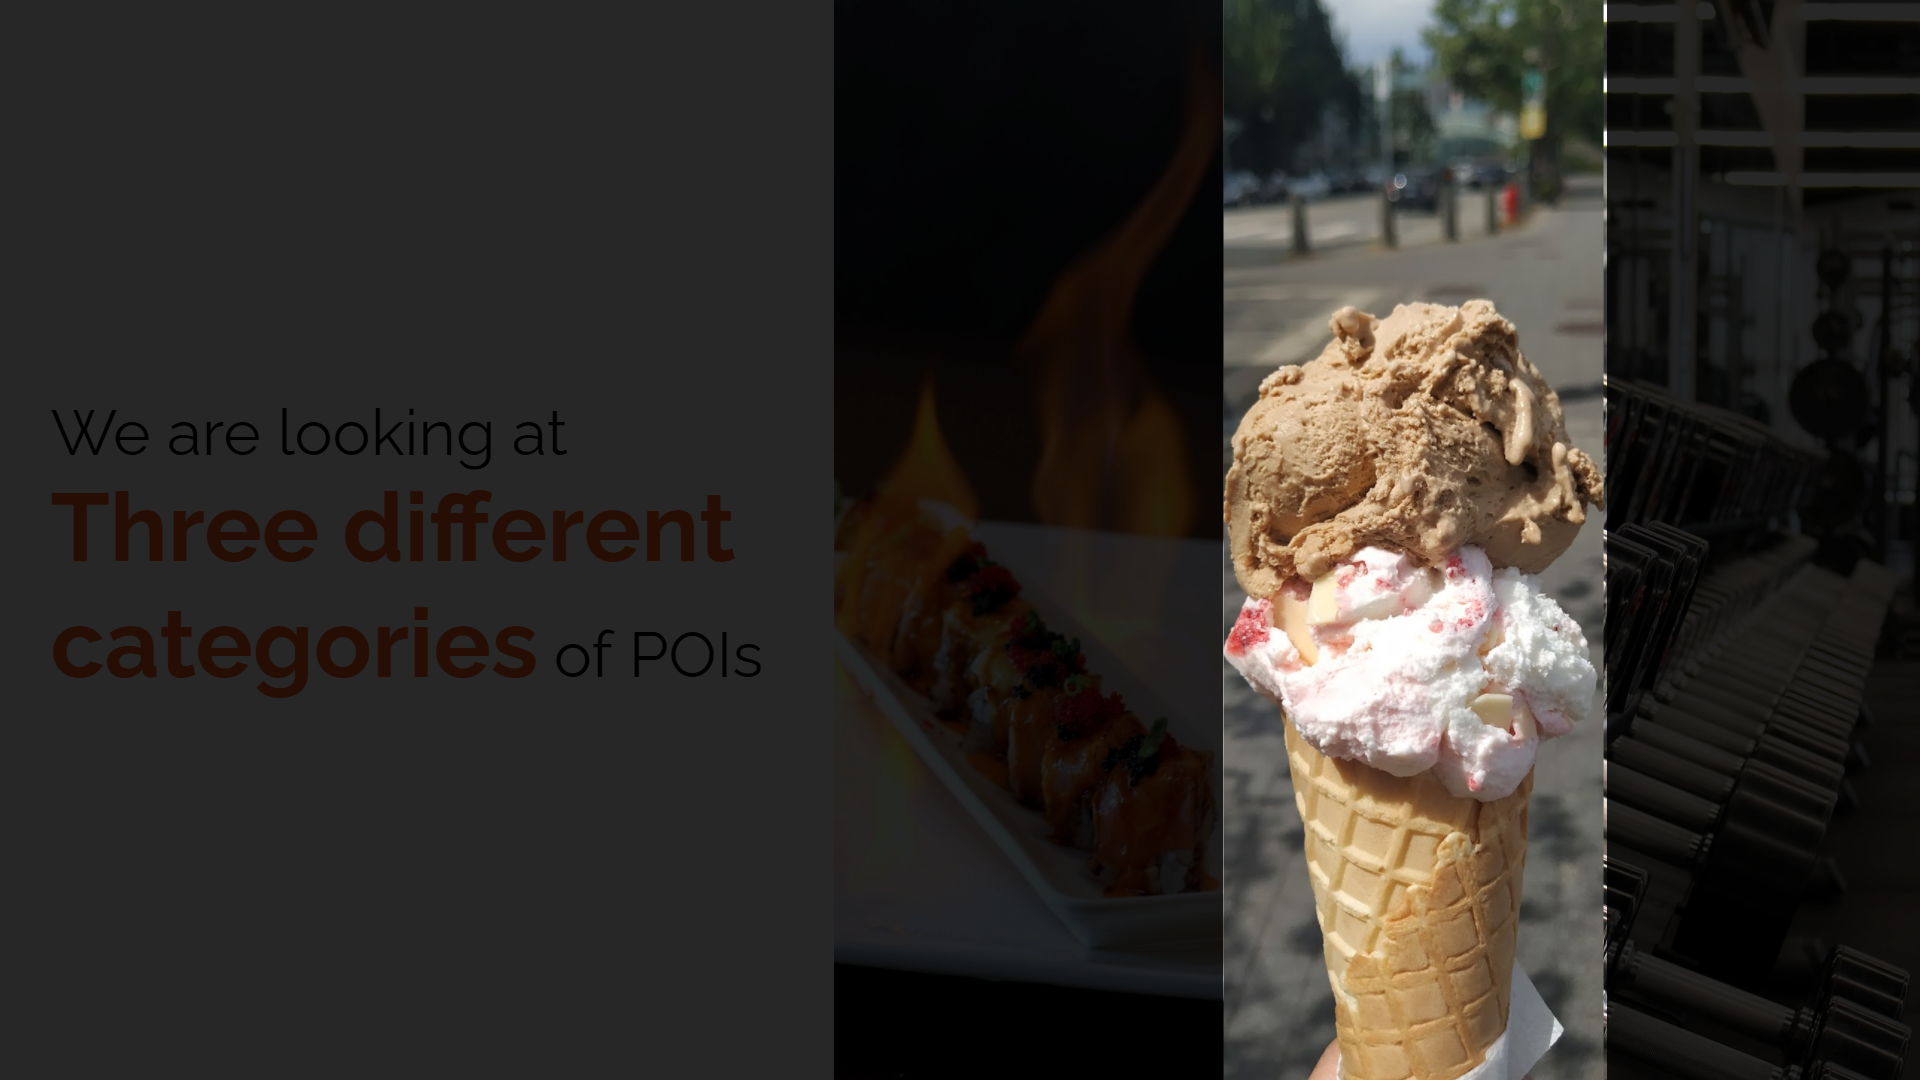 We are looking at
Three different
categories of POIs